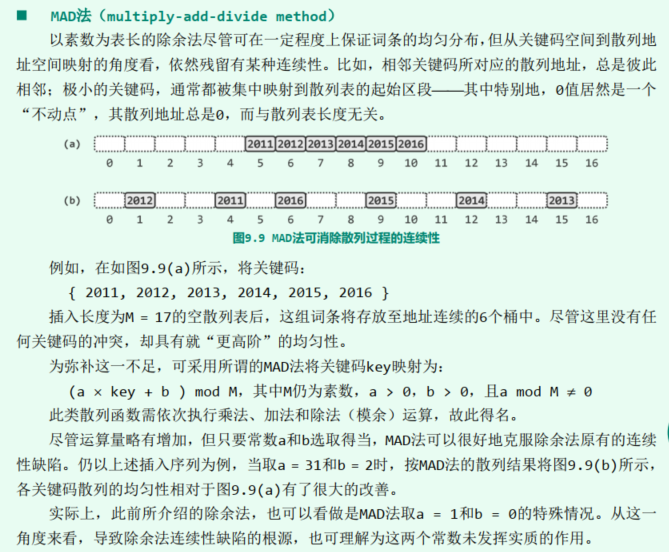 ■ MAD法（multiply-add-divide method）
以素数为表长的除余法尽管可在一定程度上保证词条的均匀分布，但从关键码空间到散列地
址空间映射的角度看，依然残留有某种连续性。比如，相邻关键码所对应的散列地址，总是彼此
相邻；极小的关键码，通常都被集中映射到散列表的起始区段——其中特别地，0值居然是一个
“不动点”，其散列地址总是0，而与散列表长度无关。
(a) 2011 2012 2013 2014 2015 2016
0 1 2 3 4 5 6 7 8 9 10 11 12 13 14 15 16
(b) 2012 2011 2016 2015 2014 2013
0 1 2 3 4 5 6 7 8 9 10 11 12 13 14 15 16
图9.9 MAD法可消除散列过程的连续性
例如，在如图9.9(a)所示，将关键码：
{ 2011, 2012, 2013, 2014, 2015, 2016 }
插入长度为M = 17的空散列表后，这组词条将存放至地址连续的6个桶中。尽管这里没有任
何关键码的冲突，却具有就“更高阶”的均匀性。
为弥补这一不足，可采用所谓的MAD法将关键码key映射为：
(a × key + b ) mod M，其中M仍为素数，a > 0，b > 0，且a mod M ≠ 0
此类散列函数需依次执行乘法、加法和除法（模余）运算，故此得名。
尽管运算量略有增加，但只要常数a和b选取得当，MAD法可以很好地克服除余法原有的连续
性缺陷。仍以上述插入序列为例，当取a = 31和b = 2时，按MAD法的散列结果将图9.9(b)所示，
各关键码散列的均匀性相对于图9.9(a)有了很大的改善。
实际上，此前所介绍的除余法，也可以看做是MAD法取a = 1和b = 0的特殊情况。从这一
角度来看，导致除余法连续性缺陷的根源，也可理解为这两个常数未发挥实质的作用。